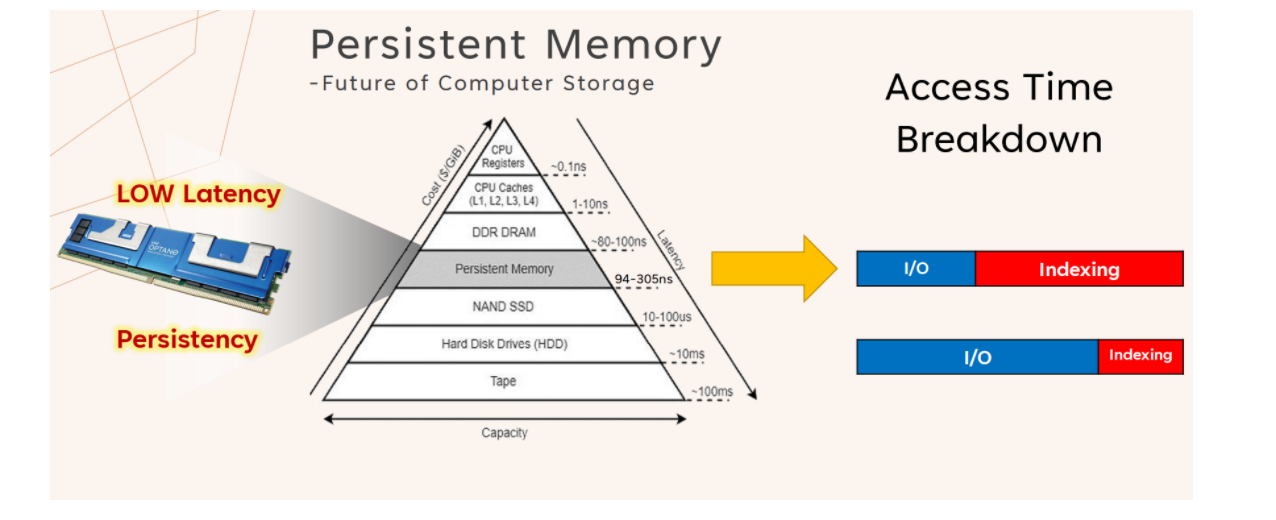 Persistent Memory
-Future of Computer Storage
Access Time
Breakdown
LOW Latency
OPTANE
Persistency
Cost ($/GiB)
CPU
Registers
~0.1ns
CPU Caches
(L1, L2, L3, L4)
1-10ns
DDR DRAM
~80-100ns
Latency
Persistent Memory
94-305ns
NAND SSD
10-100us
Hard Disk Drives (HDD)
~10ms
Tape
~100ms
Capacity
I/O
Indexing
I/O
Indexing